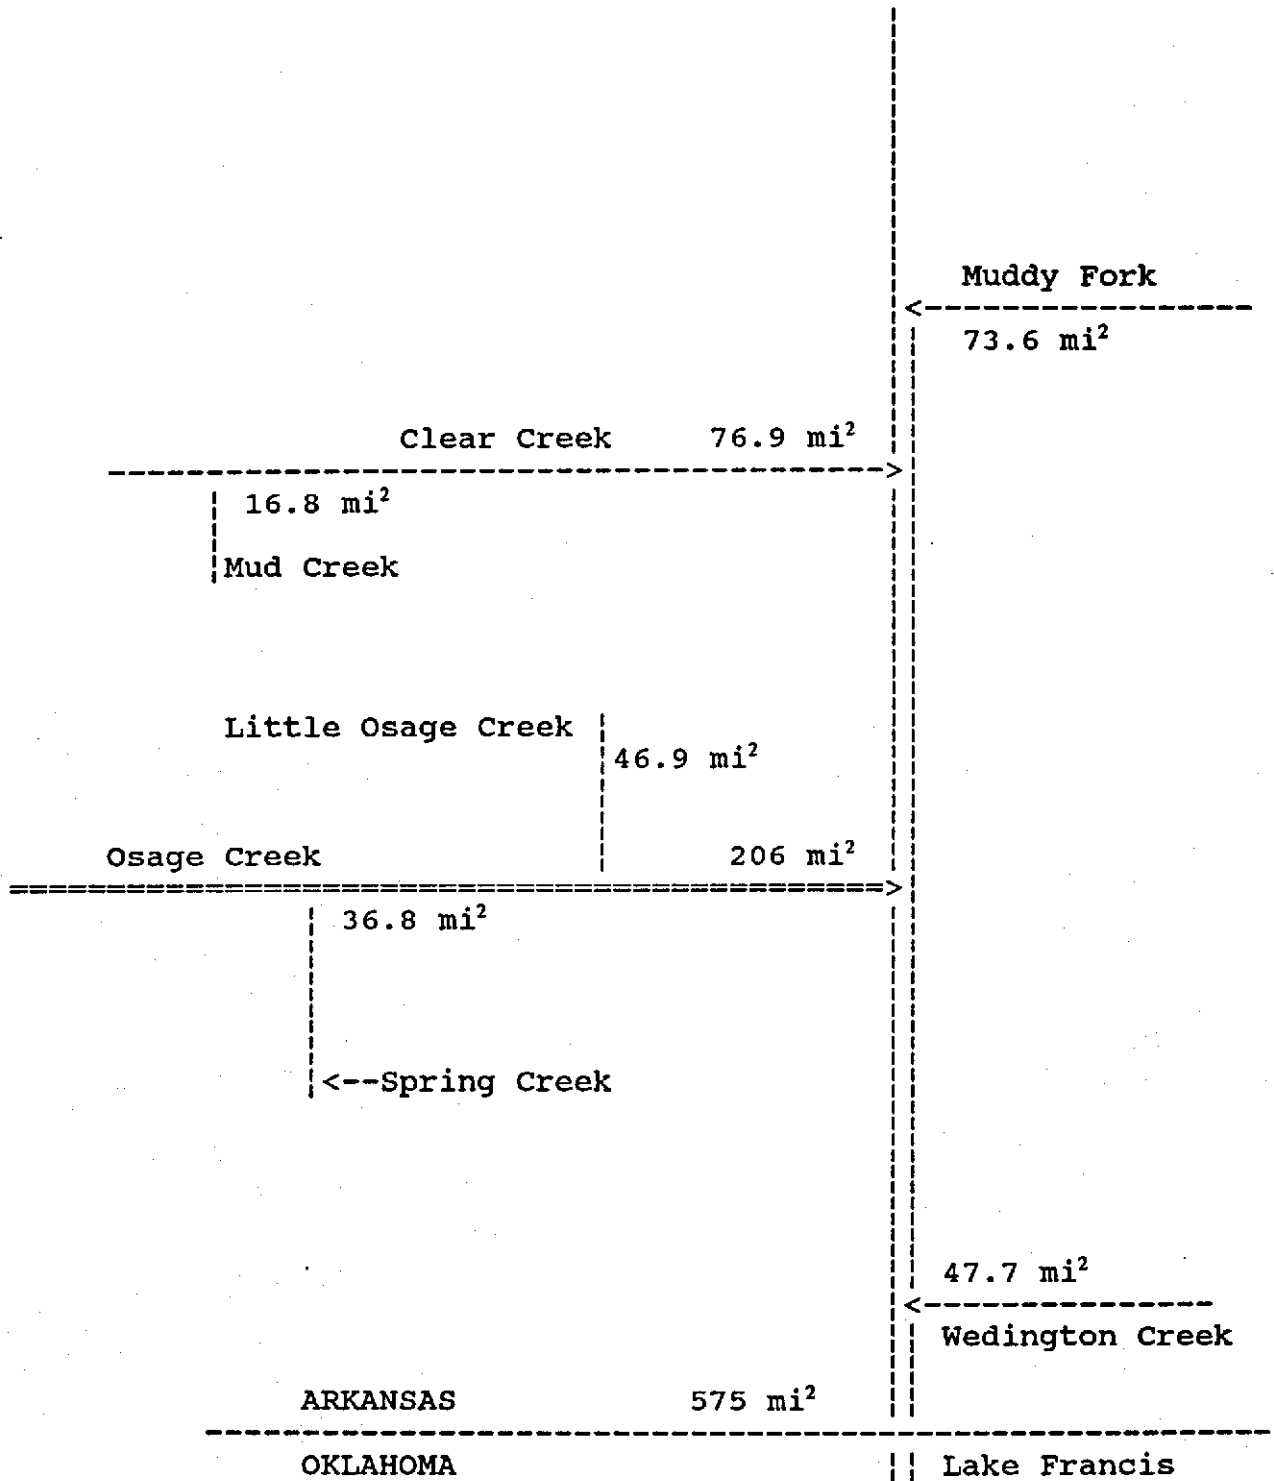 Muddy Fork
73.6 mi²
Clear Creek 76.9 mi²
16.8 mi²
Mud Creek
Little Osage Creek
46.9 mi²
Osage Creek 206 mi²
36.8 mi²
<--Spring Creek
47.7 mi²
Wedington Creek
ARKANSAS 575 mi²
OKLAHOMA Lake Francis